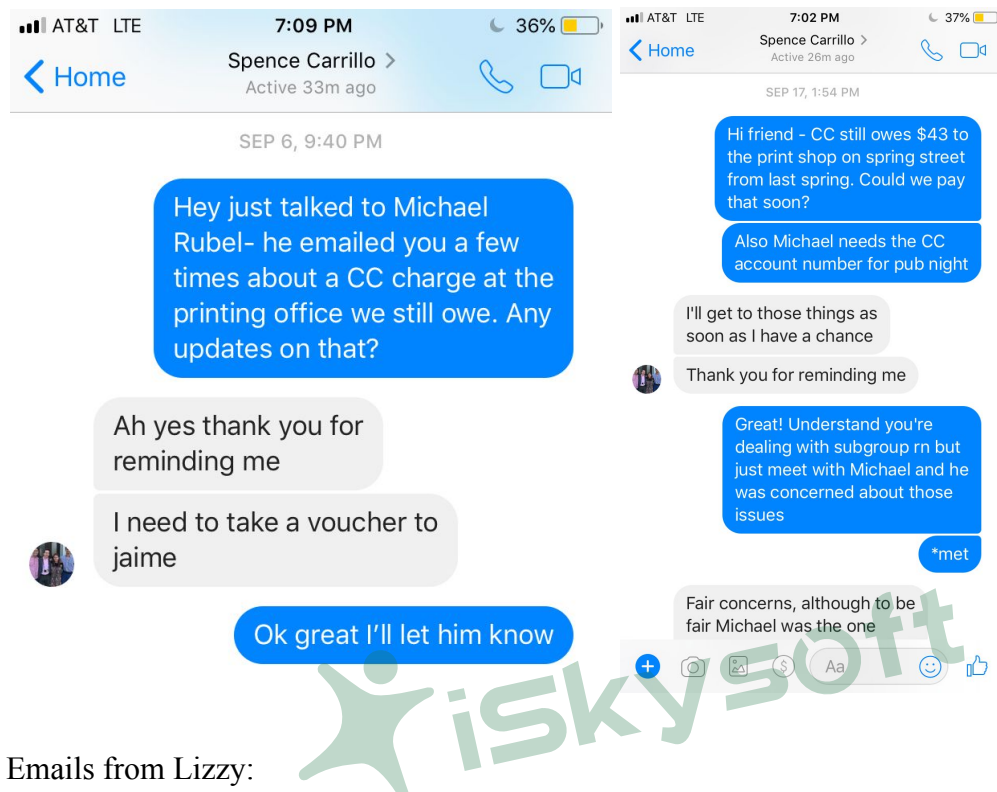 AT&T LTE
7:09 PM
36%
Home
Spence Carrillo >
Active 33m ago
SEP 6, 9:40 PM
Hey just talked to Michael
Rubel- he emailed you a few
times about a CC charge at the
printing office we still owe. Any
updates on that?
Ah yes thank you for
reminding me
I need to take a voucher to
jaime
Ok great I'll let him know
AT&T LTE
7:02 PM
37%
Home
Spence Carrillo >
Active 26m ago
SEP 17, 1:54 PM
Hi friend - CC still owes $43 to
the print shop on spring street
from last spring. Could we pay
that soon?
Also Michael needs the CC
account number for pub night
I'll get to those things as
soon as I have a chance
Thank you for reminding me
Great! Understand you're
dealing with subgroup rn but
just meet with Michael and he
was concerned about those
issues
*met
Fair concerns, although to be
fair Michael was the one
$
Aa
iskysoft
Emails from Lizzy: